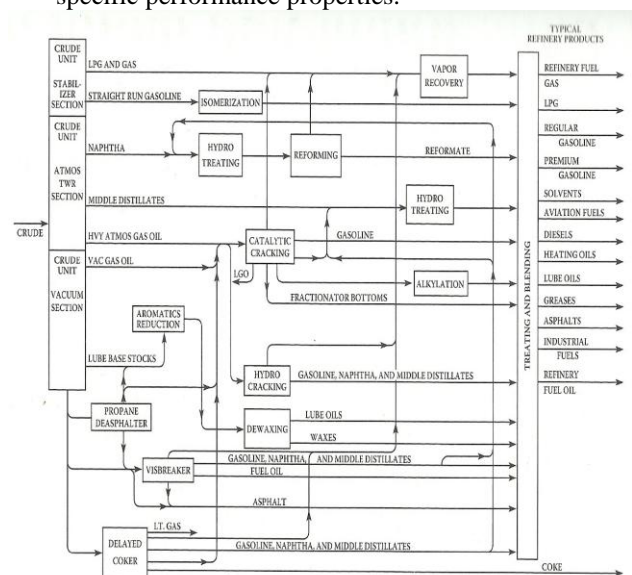 specific performance properties.
TYPICAL
REFINERY PRODUCTS
CRUDE
UNIT
STABIL-
IZER
SECTION
LPG AND GAS
STRAIGHT RUN GASOLINE
ISOMERIZATION
VAPOR
RECOVERY
CRUDE
UNIT
ATMOS
TWR
SECTION
NAPHTHA
HYDRO
TREATING
REFORMING
REFORMATE
MIDDLE DISTILLATES
HYDRO
TREATING
CRUDE
HVY ATMOS GAS OIL
CATALYTIC
CRACKING
GASOLINE
CRUDE
UNIT
VACUUM
SECTION
VAC GAS OIL
LGO
ALKYLATION
FRACTIONATOR BOTTOMS
AROMATICS
REDUCTION
LUBE BASE STOCKS
HYDRO
CRACKING
GASOLINE, NAPHTHA, AND MIDDLE DISTILLATES
PROPANE
DEASPHALTER
DEWAXING
LUBE OILS
WAXES
VISBREAKER
GASOLINE, NAPHTHA, AND MIDDLE DISTILLATES
FUEL OIL
ASPHALT
DELAYED
COKER
LT. GAS
GASOLINE, NAPHTHA, AND MIDDLE DISTILLATES
COKE
TREATING AND BLENDING
REFINERY FUEL
GAS
LPG
REGULAR
GASOLINE
PREMIUM
GASOLINE
SOLVENTS
AVIATION FUELS
DIESELS
HEATING OILS
LUBE OILS
GREASES
ASPHALTS
INDUSTRIAL
FUELS
REFINERY
FUEL OIL